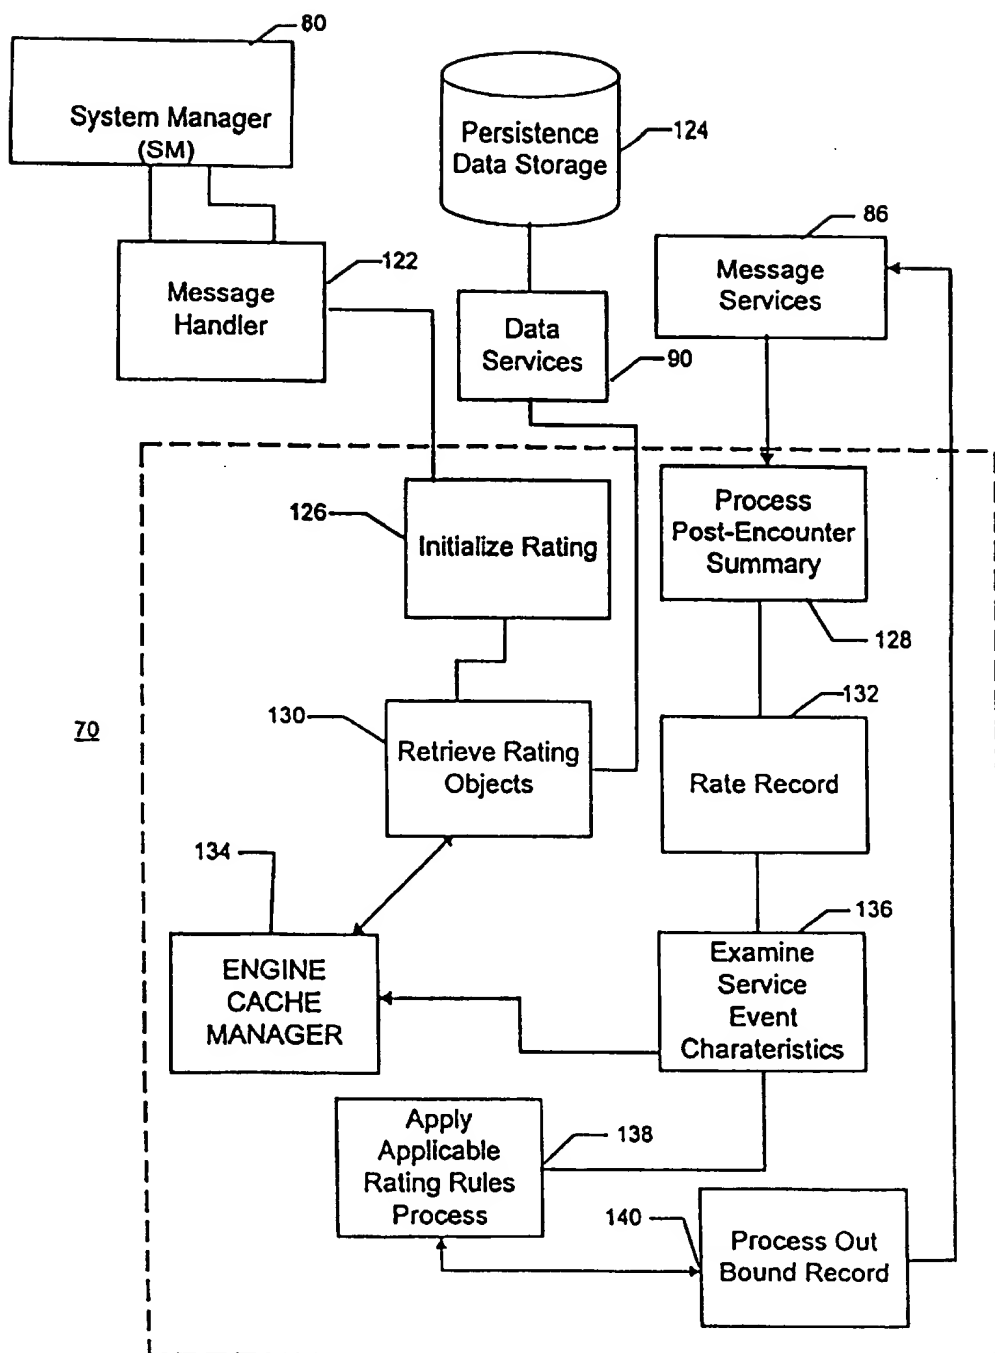 80
System Manager
(SM)
Persistence
Data Storage
124
86
Message
Services
122
Message
Handler
Data
Services
90
126
Initialize Rating
Process
Post-Encounter
Summary
128
70
130
Retrieve Rating
Objects
132
Rate Record
134
ENGINE
CACHE
MANAGER
136
Examine
Service
Event
Charateristics
Apply
Applicable
Rating Rules
Process
138
140
Process Out
Bound Record